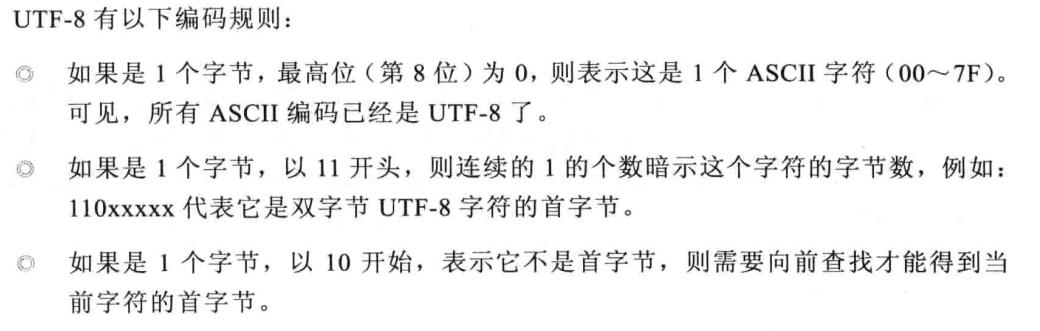 UTF-8 有以下编码规则：
◎ 如果是 1 个字节，最高位（第 8 位）为 0，则表示这是 1 个 ASCII 字符（00～7F）。
可见，所有 ASCII 编码已经是 UTF-8 了。
◎ 如果是 1 个字节，以 11 开头，则连续的 1 的个数暗示这个字符的字节数，例如：
110xxxxx 代表它是双字节 UTF-8 字符的首字节。
◎ 如果是 1 个字节，以 10 开始，表示它不是首字节，则需要向前查找才能得到当
前字符的首字节。